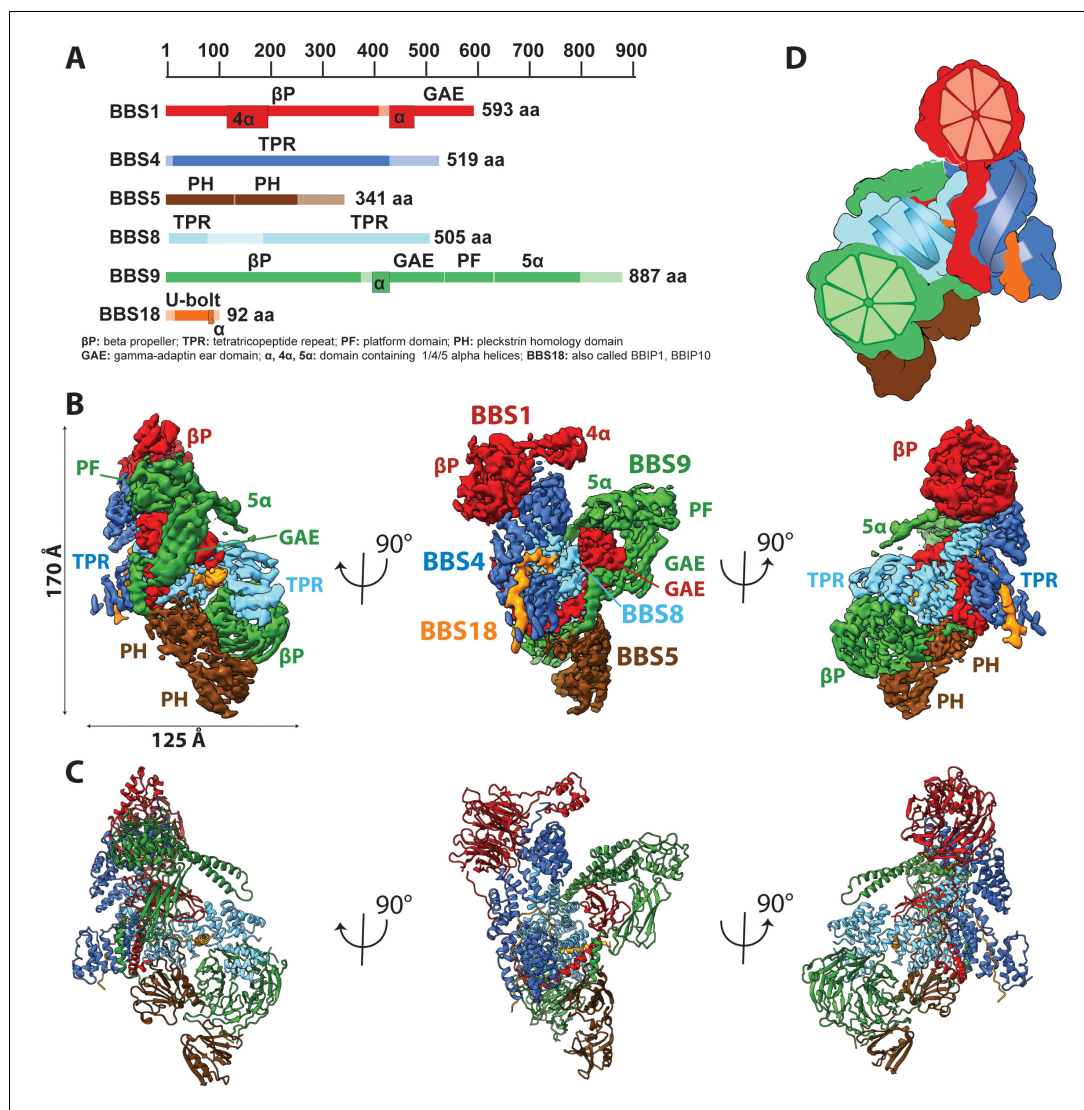 A
1 100 200 300 400 500 600 700 800 900
βP GAE
BBS1 4α α 593 aa
TPR
BBS4 519 aa
PH PH
BBS5 341 aa
TPR TPR
BBS8 505 aa
βP GAE PF 5α
BBS9 α 887 aa
U-bolt
BBS18 α 92 aa
βP: beta propeller; TPR: tetratricopeptide repeat; PF: platform domain; PH: pleckstrin homology domain
GAE: gamma-adaptin ear domain; α, 4α, 5α: domain containing 1/4/5 alpha helices; BBS18: also called BBIP1, BBIP10
D
B
170 Å
125 Å
βP
PF
5α
GAE
TPR
TPR
PH
βP
PH
90°
BBS1
4α
βP
BBS9
5α
PF
BBS4
GAE
GAE
BBS8
BBS18
BBS5
90°
βP
5α
TPR
TPR
βP
PH
PH
C
90°
90°